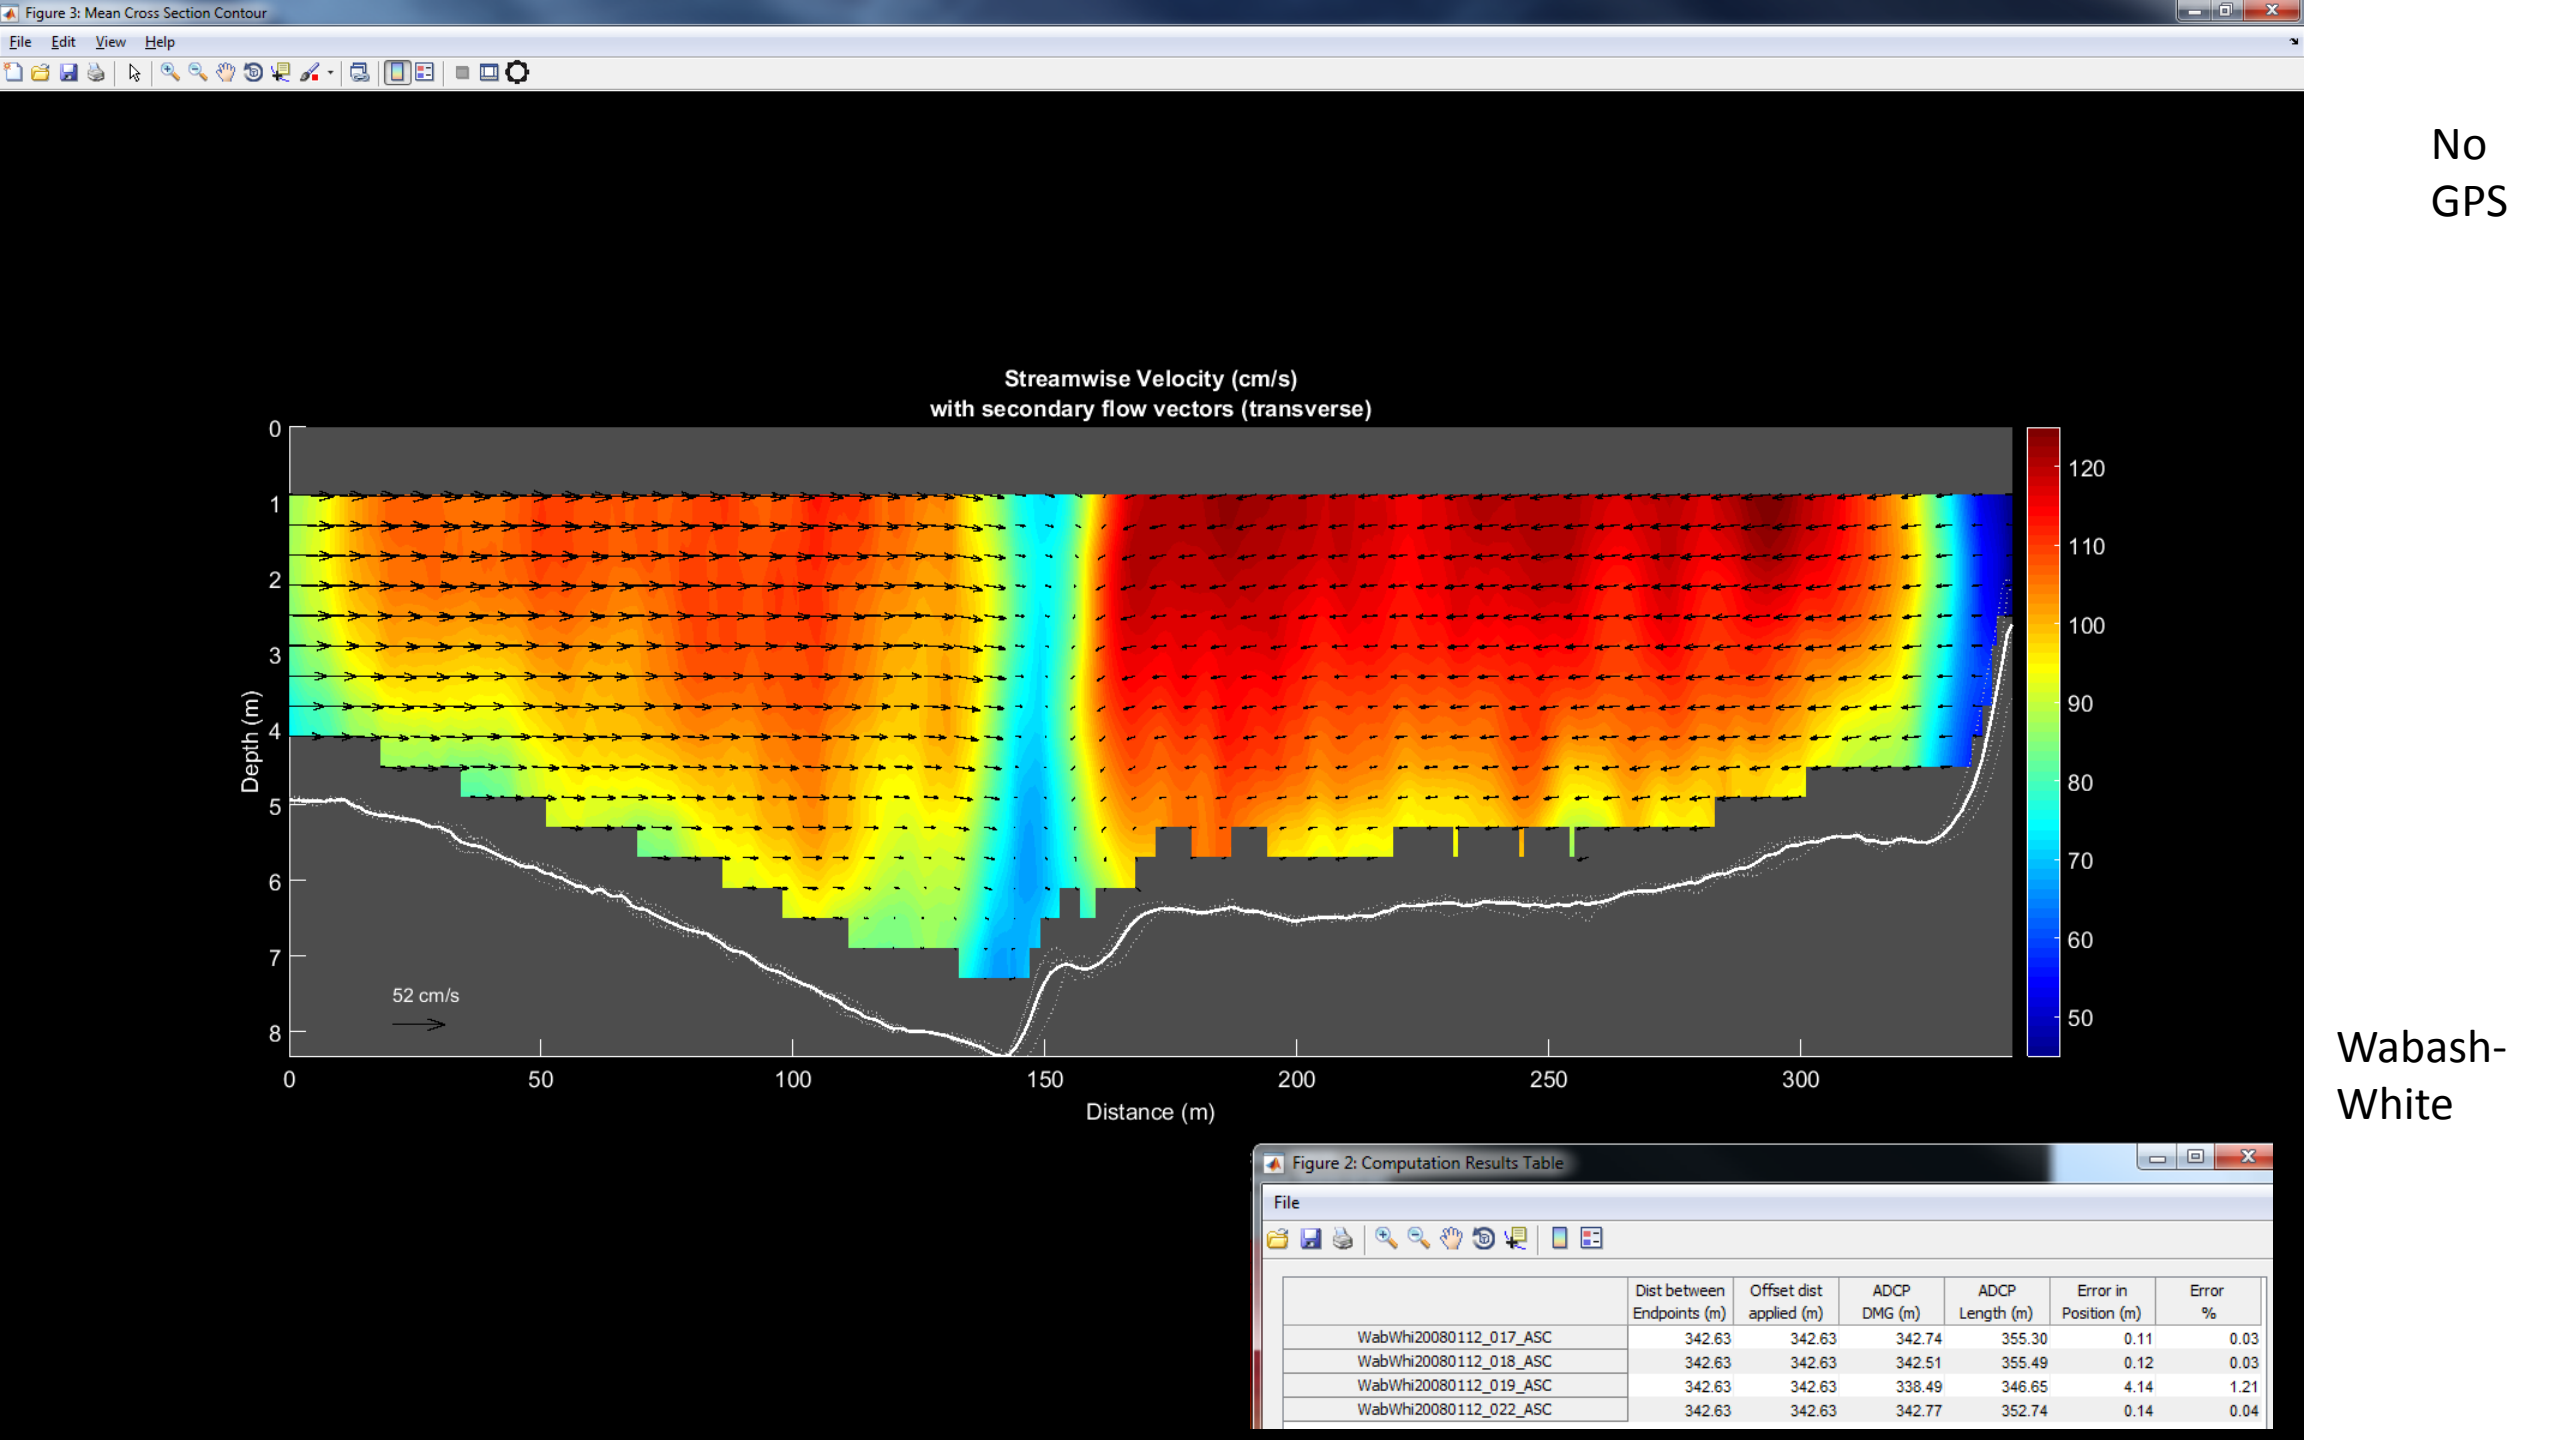 Figure 3: Mean Cross Section Contour
File Edit View Help
No
GPS
Streamwise Velocity (cm/s)
with secondary flow vectors (transverse)
0
1
2
3
4
5
6
7
8
Depth (m)
52 cm/s
0 50 100 150 200 250 300
Distance (m)
120
110
100
90
80
70
60
50
Wabash-
White
Figure 2: Computation Results Table
File
Dist between Offset dist ADCP ADCP Error in Error
Endpoints (m) applied (m) DMG (m) Length (m) Position (m) %
WabWhi20080112_017_ASC 342.63 342.63 342.74 355.30 0.11 0.03
WabWhi20080112_018_ASC 342.63 342.63 342.51 355.49 0.12 0.03
WabWhi20080112_019_ASC 342.63 342.63 338.49 346.65 4.14 1.21
WabWhi20080112_022_ASC 342.63 342.63 342.77 352.74 0.14 0.04